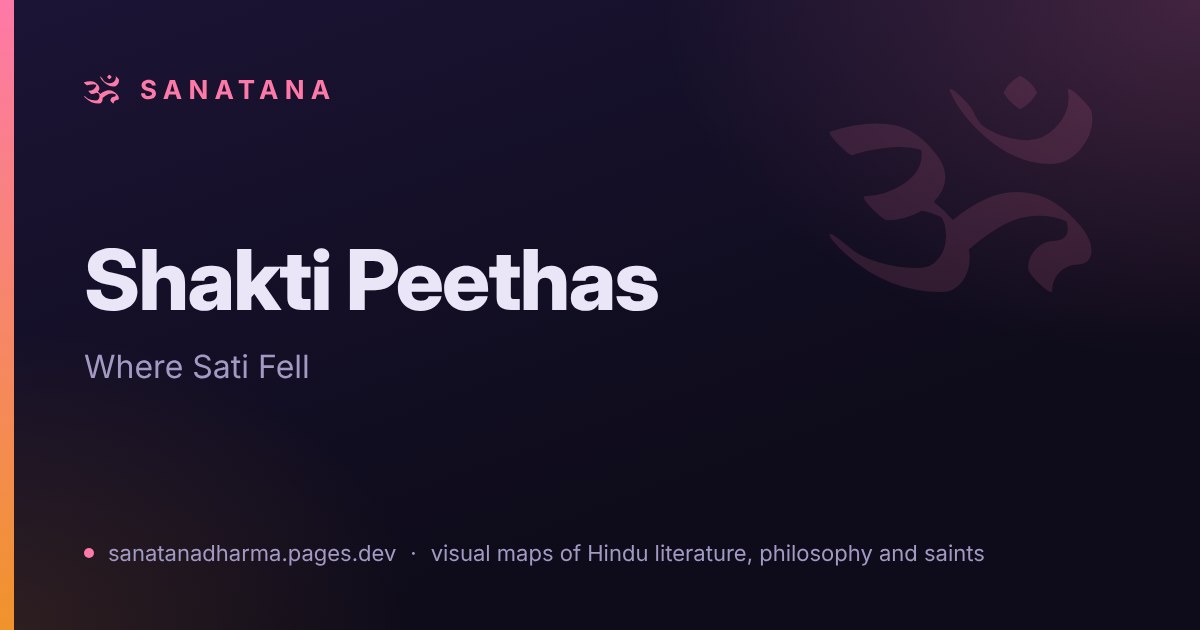 ॐ SANATANA
ॐ
Shakti Peethas
Where Sati Fell
sanatanadharma.pages.dev · visual maps of Hindu literature, philosophy and saints